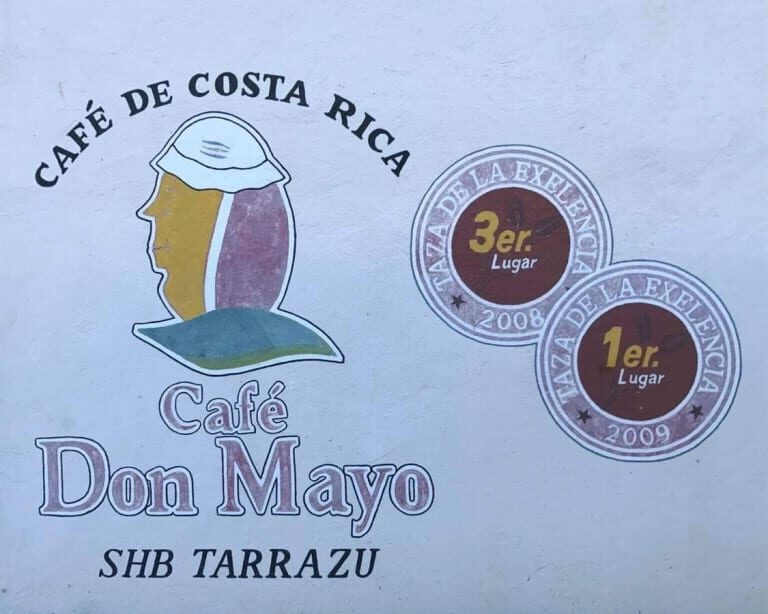 CAFÉ DE COSTA RICA
Café
Don Mayo
SHB TARRAZU
TAZA DE LA EXELENCIA
3er.
Lugar
2008
TAZA DE LA EXELENCIA
1er.
Lugar
2009